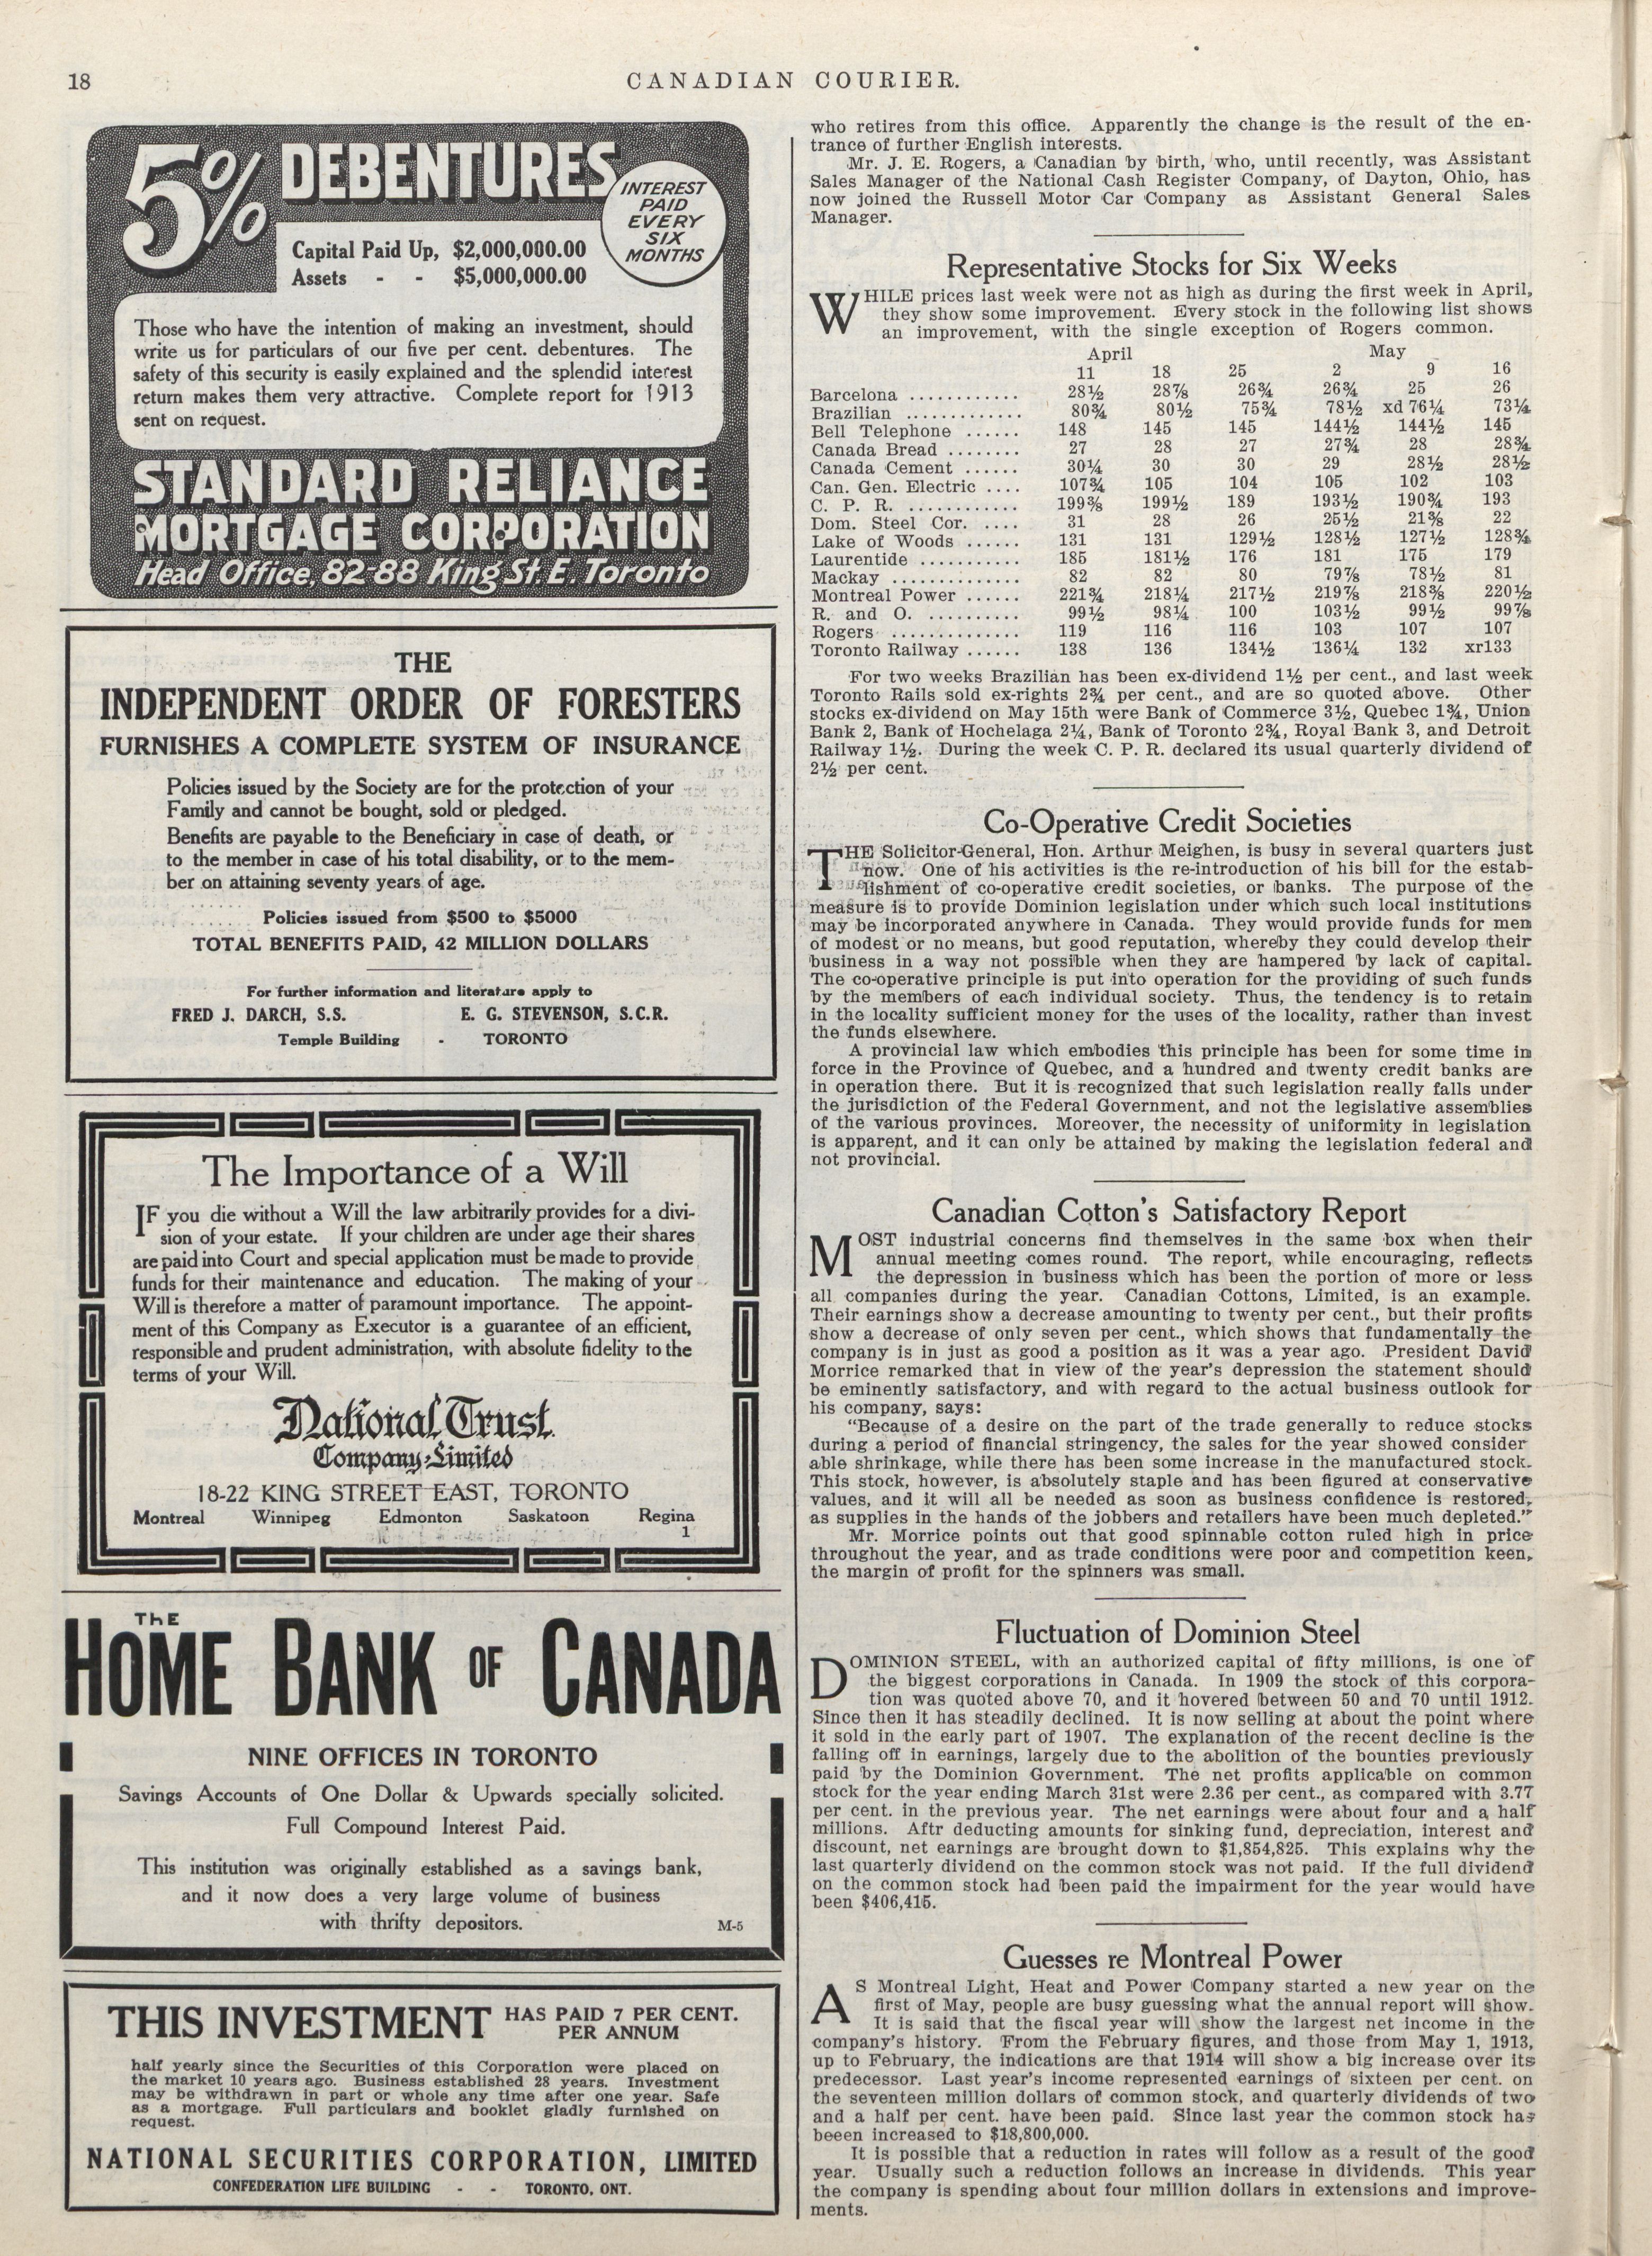 18
CANADIAN COURIER.
5% DEBENTURES
INTEREST
PAID
EVERY
SIX
MONTHS
Capital Paid Up, $2,000,000.00
Assets - - $5,000,000.00
Those who have the intention of making an investment, should
write us for particulars of our five per cent. debentures. The
safety of this security is easily explained and the splendid interest
return makes them very attractive. Complete report for 1913
sent on request.
STANDARD RELIANCE
MORTGAGE CORPORATION
Head Office, 82-88 King St. E. Toronto
THE
INDEPENDENT ORDER OF FORESTERS
FURNISHES A COMPLETE SYSTEM OF INSURANCE
Policies issued by the Society are for the protection of your
Family and cannot be bought, sold or pledged.
Benefits are payable to the Beneficiary in case of death, or
to the member in case of his total disability, or to the mem-
ber on attaining seventy years of age.
Policies issued from $500 to $5000
TOTAL BENEFITS PAID, 42 MILLION DOLLARS
For further information and literature apply to
FRED J. DARCH, S.S. E. G. STEVENSON, S.C.R.
Temple Building - TORONTO
The Importance of a Will
IF you die without a Will the law arbitrarily provides for a divi-
sion of your estate. If your children are under age their shares
are paid into Court and special application must be made to provide
funds for their maintenance and education. The making of your
Will is therefore a matter of paramount importance. The appoint-
ment of this Company as Executor is a guarantee of an efficient,
responsible and prudent administration, with absolute fidelity to the
terms of your Will.
National Trust
Company Limited
18-22 KING STREET EAST, TORONTO
Montreal Winnipeg Edmonton Saskatoon Regina
1
THE
HOME BANK OF CANADA
NINE OFFICES IN TORONTO
Savings Accounts of One Dollar & Upwards specially solicited.
Full Compound Interest Paid.
This institution was originally established as a savings bank,
and it now does a very large volume of business
with thrifty depositors. M-5
THIS INVESTMENT HAS PAID 7 PER CENT.
PER ANNUM
half yearly since the Securities of this Corporation were placed on
the market 10 years ago. Business established 28 years. Investment
may be withdrawn in part or whole any time after one year. Safe
as a mortgage. Full particulars and booklet gladly furnished on
request.
NATIONAL SECURITIES CORPORATION, LIMITED
CONFEDERATION LIFE BUILDING - - TORONTO, ONT.
who retires from this office. Apparently the change is the result of the en-
trance of further English interests.
Mr. J. E. Rogers, a Canadian by birth, who, until recently, was Assistant
Sales Manager of the National Cash Register Company, of Dayton, Ohio, has
now joined the Russell Motor Car Company as Assistant General Sales
Manager.
Representative Stocks for Six Weeks
WHILE prices last week were not as high as during the first week in April,
they show some improvement. Every stock in the following list shows
an improvement, with the single exception of Rogers common.
April May
11 18 25 2 9 16
Barcelona ............ 28½ 28⅞ 26¾ 26¾ 25 26
Brazilian ............. 80¾ 80½ 75¾ 78½ xd 76¼ 73¼
Bell Telephone ...... 148 145 145 144½ 144½ 145
Canada Bread ........ 27 28 27 27¾ 28 28¾
Canada Cement ...... 30¼ 30 30 29 28½ 28½
Can. Gen. Electric .... 107¾ 105 104 105 102 103
C. P. R. ............ 199⅜ 199½ 189 193½ 190¾ 193
Dom. Steel Cor. .... 31 28 26 25½ 21⅜ 22
Lake of Woods ...... 131 131 129½ 128½ 127½ 128¾
Laurentide ........... 185 181½ 176 181 175 179
Mackay .............. 82 82 80 79⅞ 78½ 81
Montreal Power ...... 221¾ 218¼ 217½ 219⅞ 218⅜ 220½
R. and O. .......... 99½ 98¼ 100 103½ 99½ 99⅞
Rogers .............. 119 116 116 103 107 107
Toronto Railway ...... 138 136 134½ 136¼ 132 xr133
For two weeks Brazilian has been ex-dividend 1½ per cent., and last week
Toronto Rails sold ex-rights 2¾ per cent., and are so quoted above. Other
stocks ex-dividend on May 15th were Bank of Commerce 3½, Quebec 1¾, Union
Bank 2, Bank of Hochelaga 2¼, Bank of Toronto 2¾, Royal Bank 3, and Detroit
Railway 1½. During the week C. P. R. declared its usual quarterly dividend of
2½ per cent.
Co-Operative Credit Societies
THE Solicitor-General, Hon. Arthur Meighen, is busy in several quarters just
now. One of his activities is the re-introduction of his bill for the estab-
lishment of co-operative credit societies, or banks. The purpose of the
measure is to provide Dominion legislation under which such local institutions
may be incorporated anywhere in Canada. They would provide funds for men
of modest or no means, but good reputation, whereby they could develop their
business in a way not possible when they are hampered by lack of capital.
The co-operative principle is put into operation for the providing of such funds
by the members of each individual society. Thus, the tendency is to retain
in the locality sufficient money for the uses of the locality, rather than invest
the funds elsewhere.
A provincial law which embodies this principle has been for some time in
force in the Province of Quebec, and a hundred and twenty credit banks are
in operation there. But it is recognized that such legislation really falls under
the jurisdiction of the Federal Government, and not the legislative assemblies
of the various provinces. Moreover, the necessity of uniformity in legislation
is apparent, and it can only be attained by making the legislation federal and
not provincial.
Canadian Cotton's Satisfactory Report
MOST industrial concerns find themselves in the same box when their
annual meeting comes round. The report, while encouraging, reflects
the depression in business which has been the portion of more or less
all companies during the year. Canadian Cottons, Limited, is an example.
Their earnings show a decrease amounting to twenty per cent., but their profits
show a decrease of only seven per cent., which shows that fundamentally the
company is in just as good a position as it was a year ago. President David
Morrice remarked that in view of the year's depression the statement should
be eminently satisfactory, and with regard to the actual business outlook for
his company, says:
"Because of a desire on the part of the trade generally to reduce stocks
during a period of financial stringency, the sales for the year showed consider
able shrinkage, while there has been some increase in the manufactured stock.
This stock, however, is absolutely staple and has been figured at conservative
values, and it will all be needed as soon as business confidence is restored,
as supplies in the hands of the jobbers and retailers have been much depleted."
Mr. Morrice points out that good spinnable cotton ruled high in price
throughout the year, and as trade conditions were poor and competition keen,
the margin of profit for the spinners was small.
Fluctuation of Dominion Steel
DOMINION STEEL, with an authorized capital of fifty millions, is one of
the biggest corporations in Canada. In 1909 the stock of this corpora-
tion was quoted above 70, and it hovered between 50 and 70 until 1912.
Since then it has steadily declined. It is now selling at about the point where
it sold in the early part of 1907. The explanation of the recent decline is the
falling off in earnings, largely due to the abolition of the bounties previously
paid by the Dominion Government. The net profits applicable on common
stock for the year ending March 31st were 2.36 per cent., as compared with 3.77
per cent. in the previous year. The net earnings were about four and a half
millions. Aftr deducting amounts for sinking fund, depreciation, interest and
discount, net earnings are brought down to $1,854,825. This explains why the
last quarterly dividend on the common stock was not paid. If the full dividend
on the common stock had been paid the impairment for the year would have
been $406,415.
Guesses re Montreal Power
AS Montreal Light, Heat and Power Company started a new year on the
first of May, people are busy guessing what the annual report will show.
It is said that the fiscal year will show the largest net income in the
company's history. From the February figures, and those from May 1, 1913,
up to February, the indications are that 1914 will show a big increase over its
predecessor. Last year's income represented earnings of sixteen per cent. on
the seventeen million dollars of common stock, and quarterly dividends of two
and a half per cent. have been paid. Since last year the common stock has
beeen increased to $18,800,000.
It is possible that a reduction in rates will follow as a result of the good
year. Usually such a reduction follows an increase in dividends. This year
the company is spending about four million dollars in extensions and improve-
ments.